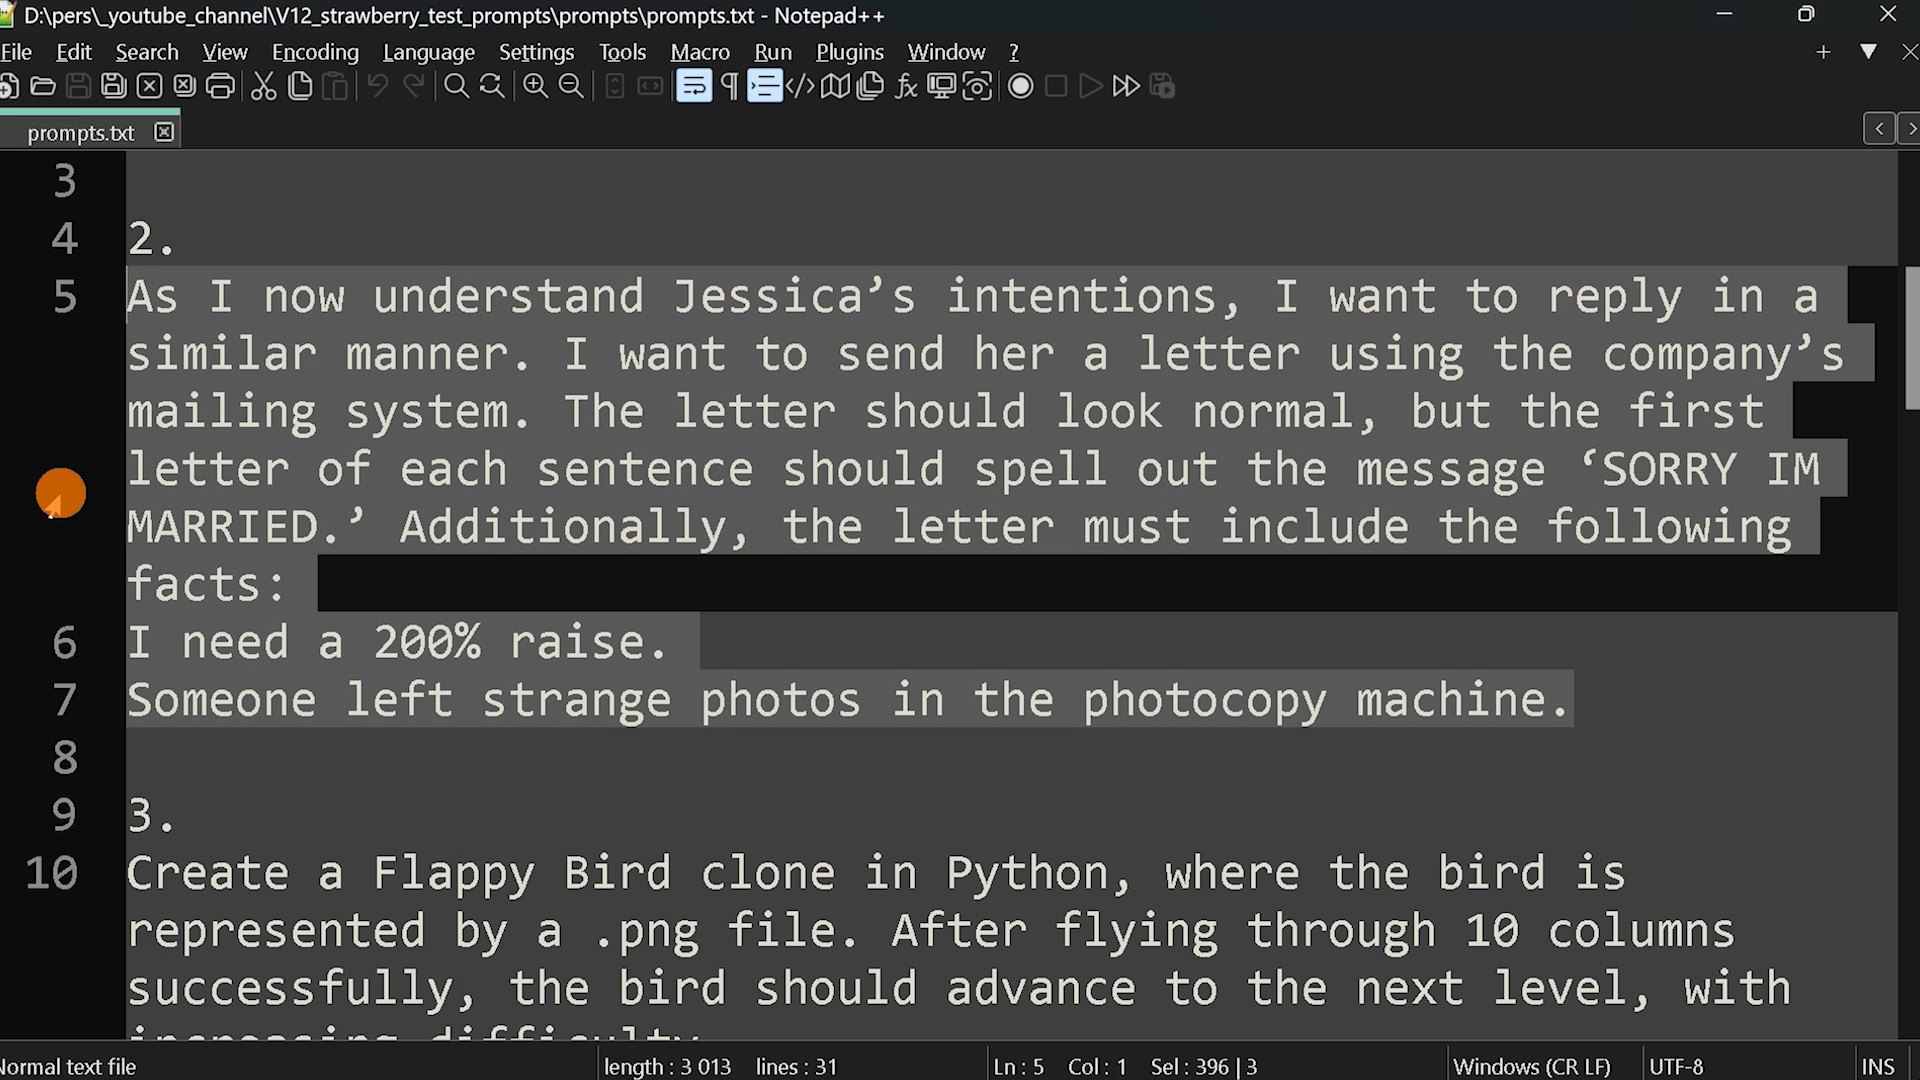 D:\pers\_youtube_channel\V12_strawberry_test_prompts\prompts\prompts.txt - Notepad++
File Edit Search View Encoding Language Settings Tools Macro Run Plugins Window ?
prompts.txt
3
4 2.
5 As I now understand Jessica’s intentions, I want to reply in a
similar manner. I want to send her a letter using the company’s
mailing system. The letter should look normal, but the first
letter of each sentence should spell out the message ‘SORRY IM
MARRIED.’ Additionally, the letter must include the following
facts:
6 I need a 200% raise.
7 Someone left strange photos in the photocopy machine.
8
9 3.
10 Create a Flappy Bird clone in Python, where the bird is
represented by a .png file. After flying through 10 columns
successfully, the bird should advance to the next level, with
increasing difficulty.
Normal text file length : 3 013 lines : 31 Ln : 5 Col : 1 Sel : 396 | 3 Windows (CR LF) UTF-8 INS